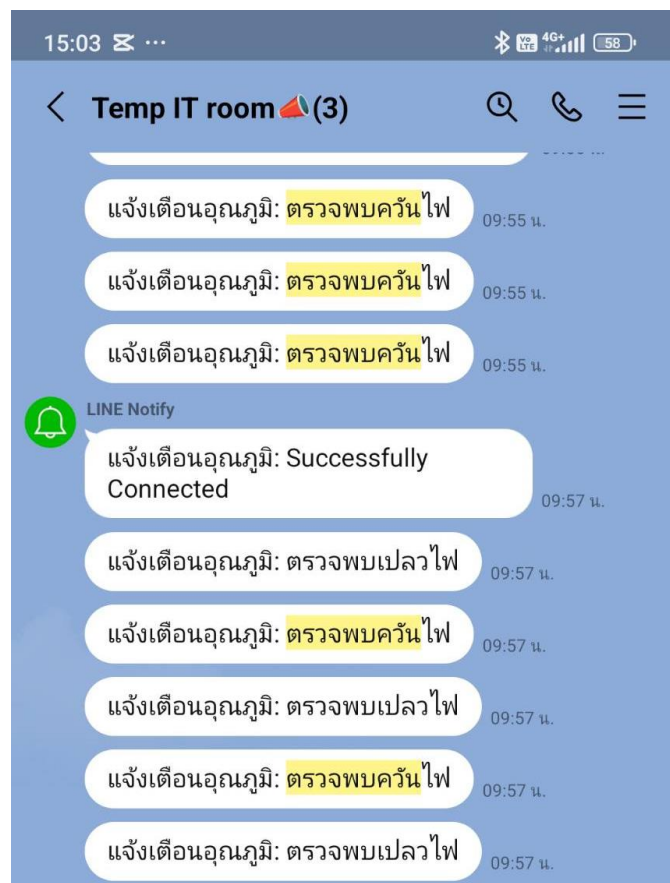 15:03
VoLTE 4G+ 58
Temp IT room📣(3)
แจ้งเตือนอุณภูมิ: ตรวจพบควันไฟ
09:55 น.
แจ้งเตือนอุณภูมิ: ตรวจพบควันไฟ
09:55 น.
แจ้งเตือนอุณภูมิ: ตรวจพบควันไฟ
09:55 น.
LINE Notify
แจ้งเตือนอุณภูมิ: Successfully
Connected
09:57 น.
แจ้งเตือนอุณภูมิ: ตรวจพบเปลวไฟ
09:57 น.
แจ้งเตือนอุณภูมิ: ตรวจพบควันไฟ
09:57 น.
แจ้งเตือนอุณภูมิ: ตรวจพบเปลวไฟ
09:57 น.
แจ้งเตือนอุณภูมิ: ตรวจพบควันไฟ
09:57 น.
แจ้งเตือนอุณภูมิ: ตรวจพบเปลวไฟ
09:57 น.